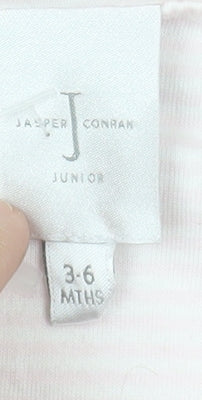 JASPER J CONRAN
JUNIOR
3-6
MTHS